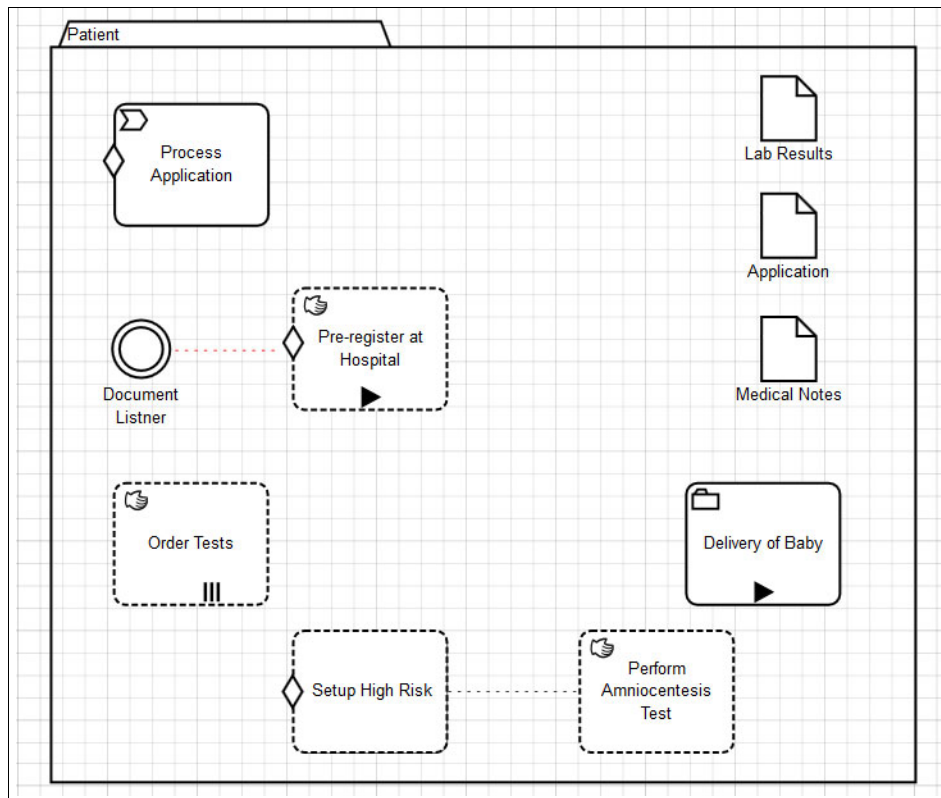 Patient
Process
Application
Lab Results
Application
Pre-register at
Hospital
Document
Listner
Medical Notes
Order Tests
Delivery of Baby
Setup High Risk
Perform
Amniocentesis
Test